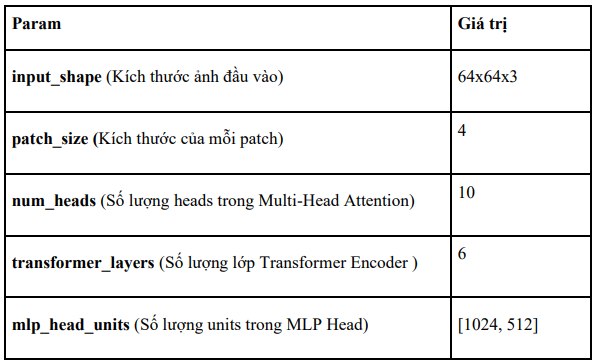 Param Giá trị
input_shape (Kích thước ảnh đầu vào) 64x64x3
patch_size (Kích thước của mỗi patch) 4
num_heads (Số lượng heads trong Multi-Head Attention) 10
transformer_layers (Số lượng lớp Transformer Encoder ) 6
mlp_head_units (Số lượng units trong MLP Head) [1024, 512]